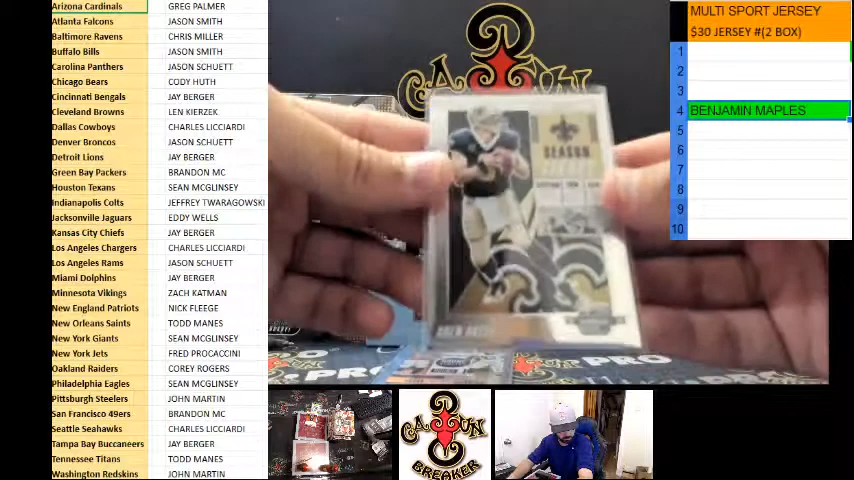 Arizona Cardinals GREG PALMER
Atlanta Falcons JASON SMITH
Baltimore Ravens CHRIS MILLER
Buffalo Bills JASON SMITH
Carolina Panthers JASON SCHUETT
Chicago Bears CODY HUTH
Cincinnati Bengals JAY BERGER
Cleveland Browns LEN KIERZEK
Dallas Cowboys CHARLES LICCIARDI
Denver Broncos JASON SCHUETT
Detroit Lions JAY BERGER
Green Bay Packers BRANDON MC
Houston Texans SEAN MCGLINSEY
Indianapolis Colts JEFFREY TWARAGOWSKI
Jacksonville Jaguars EDDY WELLS
Kansas City Chiefs JAY BERGER
Los Angeles Chargers CHARLES LICCIARDI
Los Angeles Rams JASON SCHUETT
Miami Dolphins JAY BERGER
Minnesota Vikings ZACH KATMAN
New England Patriots NICK FLEEGE
New Orleans Saints TODD MANES
New York Giants SEAN MCGLINSEY
New York Jets FRED PROCACCINI
Oakland Raiders COREY ROGERS
Philadelphia Eagles SEAN MCGLINSEY
Pittsburgh Steelers JOHN MARTIN
San Francisco 49ers BRANDON MC
Seattle Seahawks CHARLES LICCIARDI
Tampa Bay Buccaneers JAY BERGER
Tennessee Titans TODD MANES
Washington Redskins JOHN MARTIN
SEASON
PRO
PRO
CAJUN
BREAKER
MULTI SPORT JERSEY
$30 JERSEY #(2 BOX)
1
2
3
4 BENJAMIN MAPLES
5
6
7
8
9
10